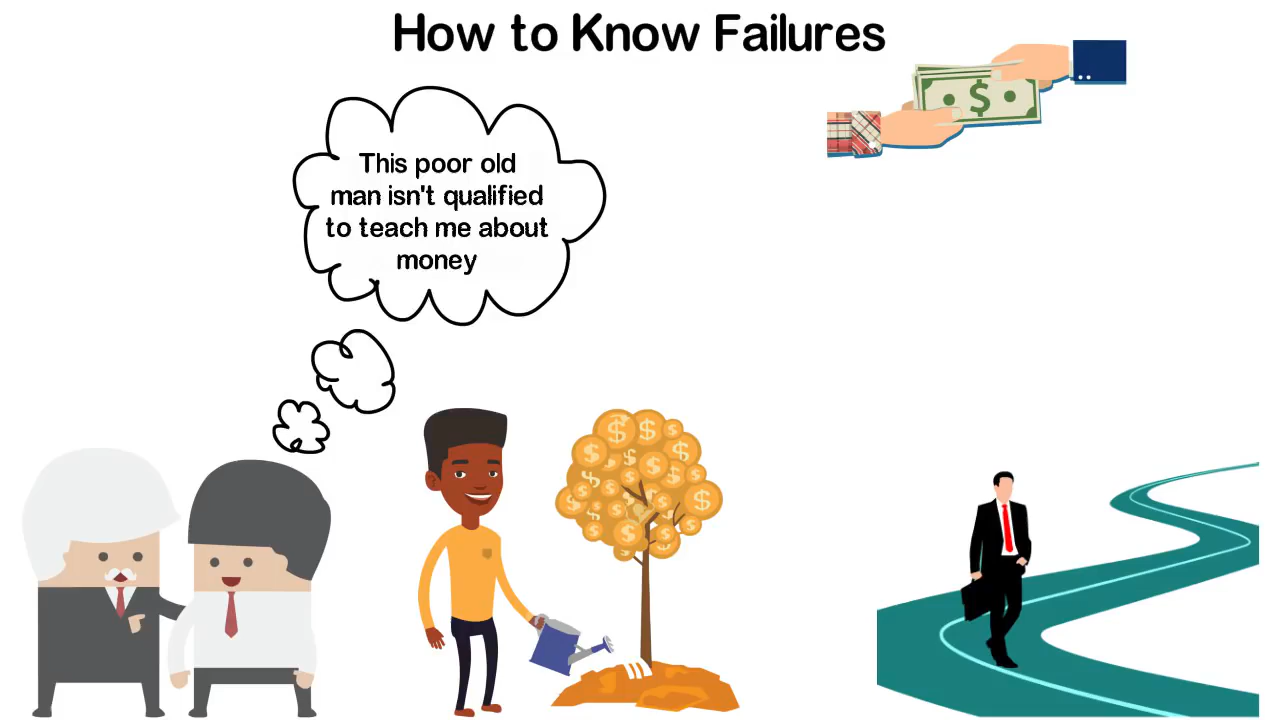 How to Know Failures
This poor old
man isn't qualified
to teach me about
money